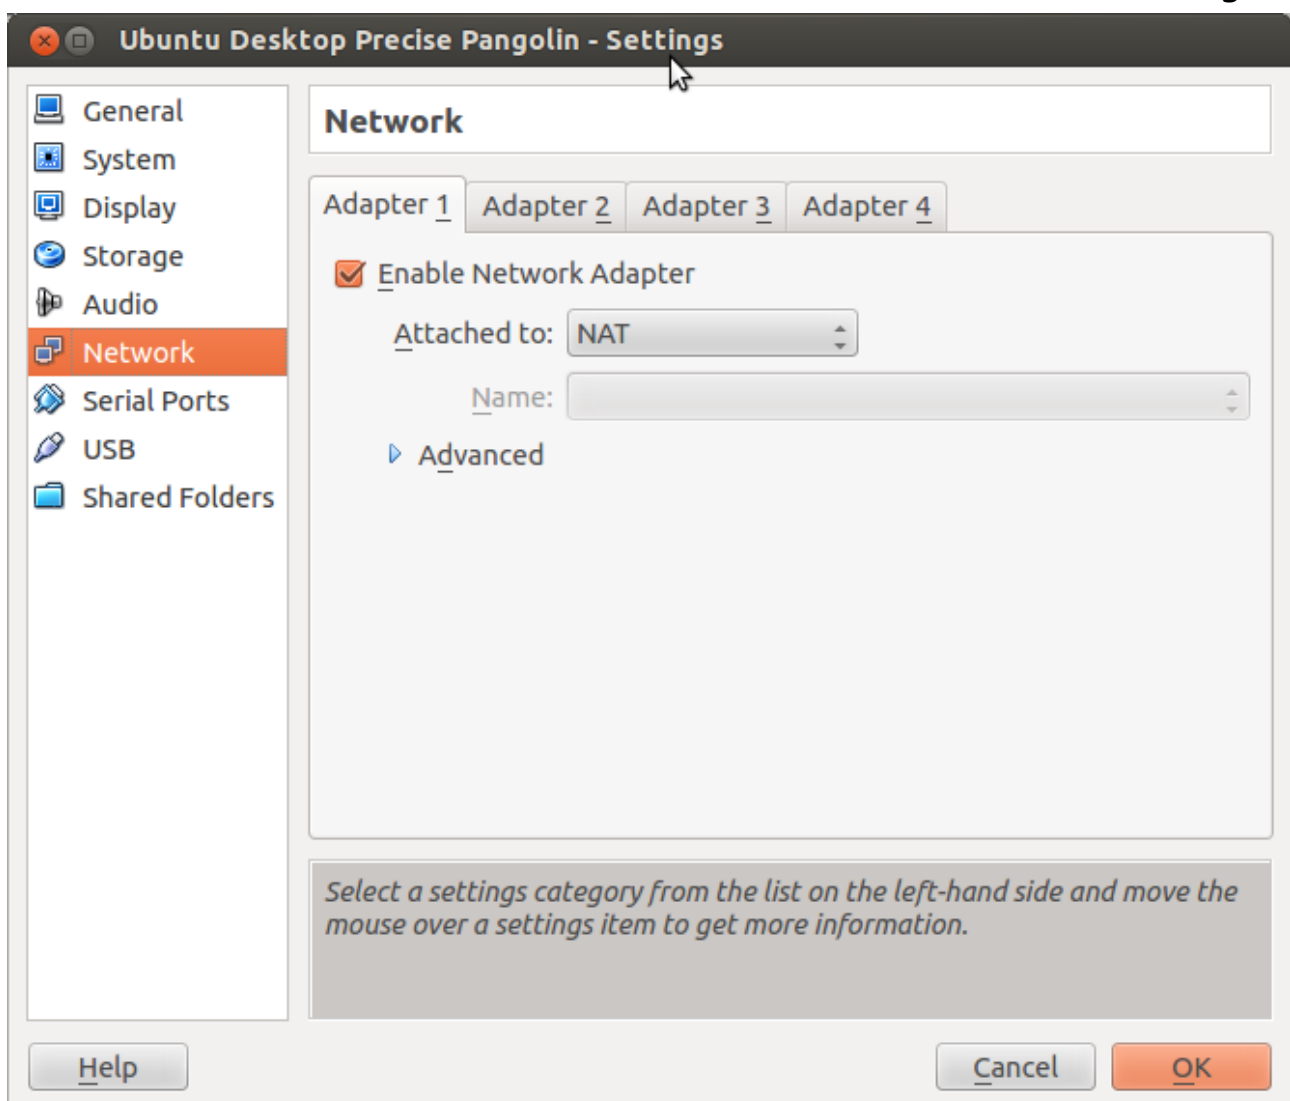 Ubuntu Desktop Precise Pangolin - Settings
General
System
Display
Storage
Audio
Network
Serial Ports
USB
Shared Folders
Network
Adapter 1 Adapter 2 Adapter 3 Adapter 4
Enable Network Adapter
Attached to: NAT
Name:
Advanced
Select a settings category from the list on the left-hand side and move the
mouse over a settings item to get more information.
Help Cancel OK